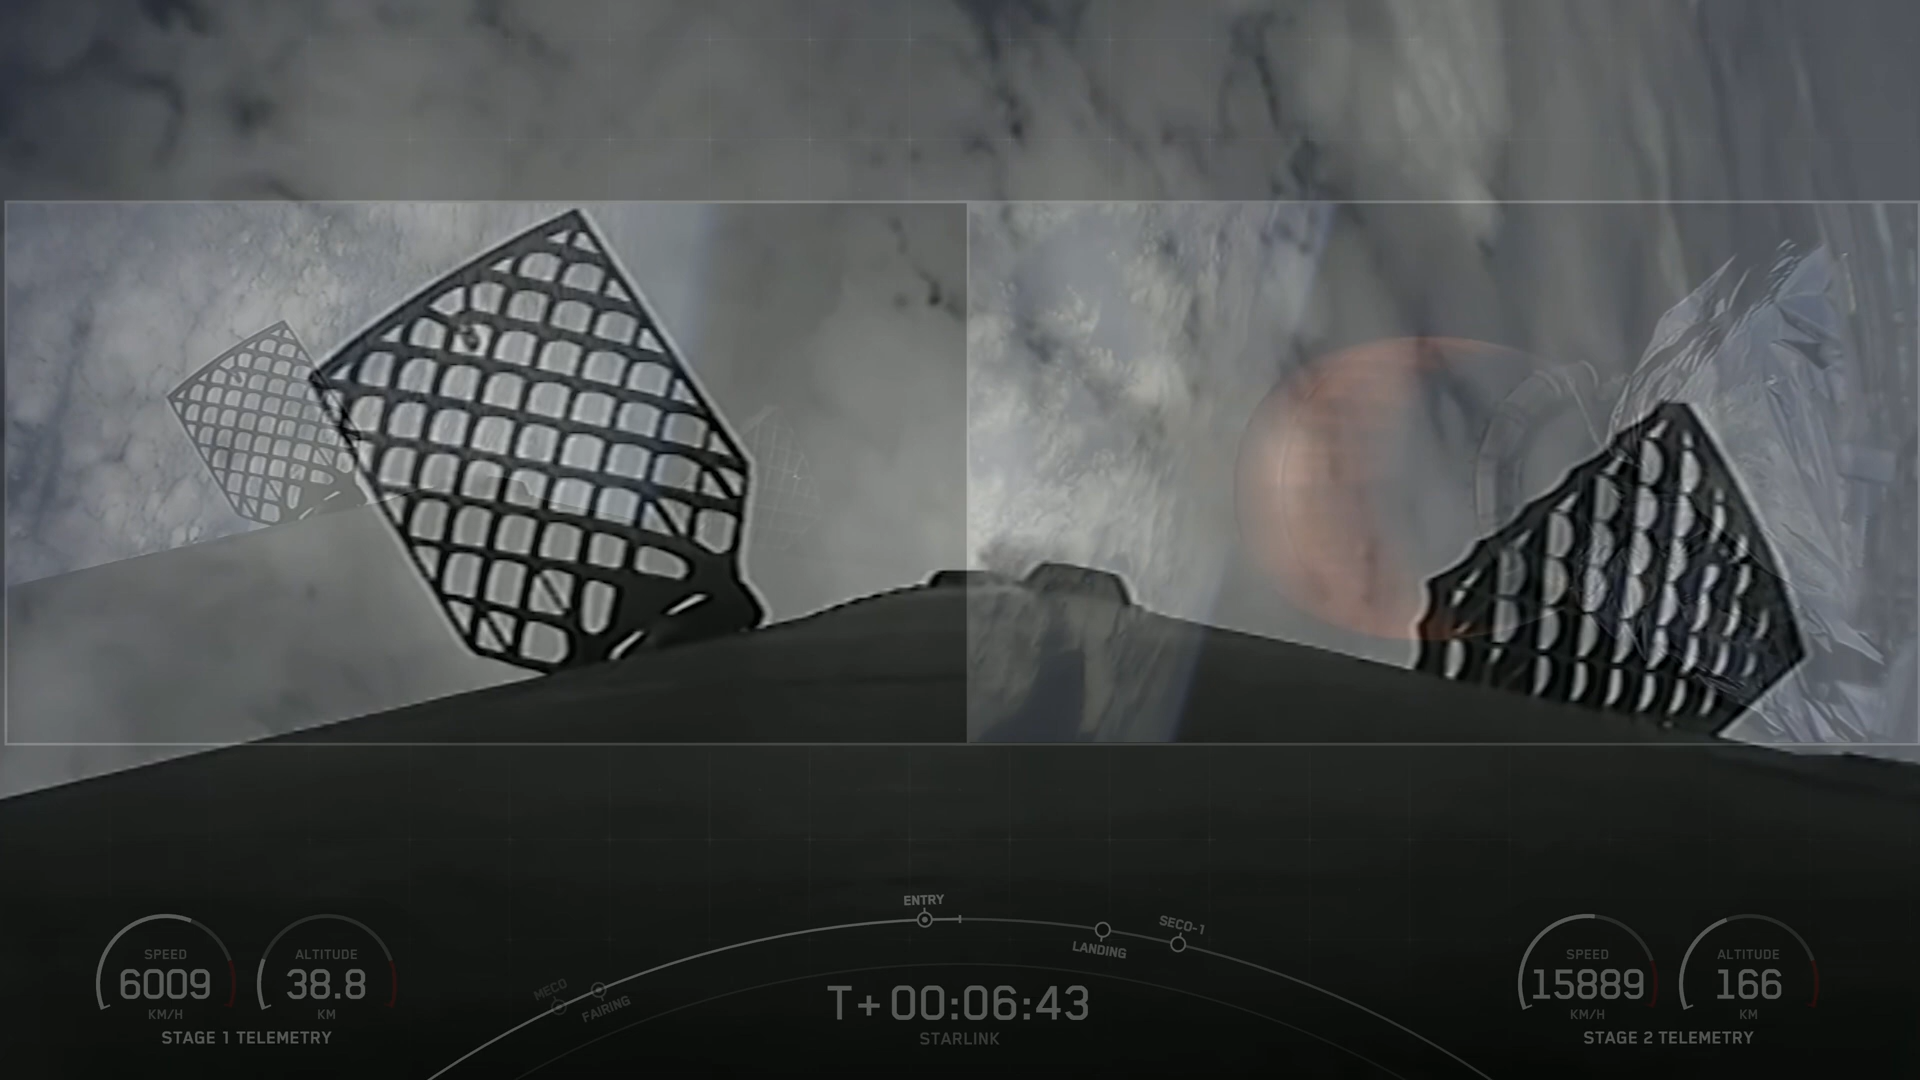 ENTRY
SECO-1
LANDING
MECO
FAIRING
SPEED
6009
KM/H
ALTITUDE
38.8
KM
STAGE 1 TELEMETRY
T+00:06:43
STARLINK
SPEED
15889
KM/H
ALTITUDE
166
KM
STAGE 2 TELEMETRY